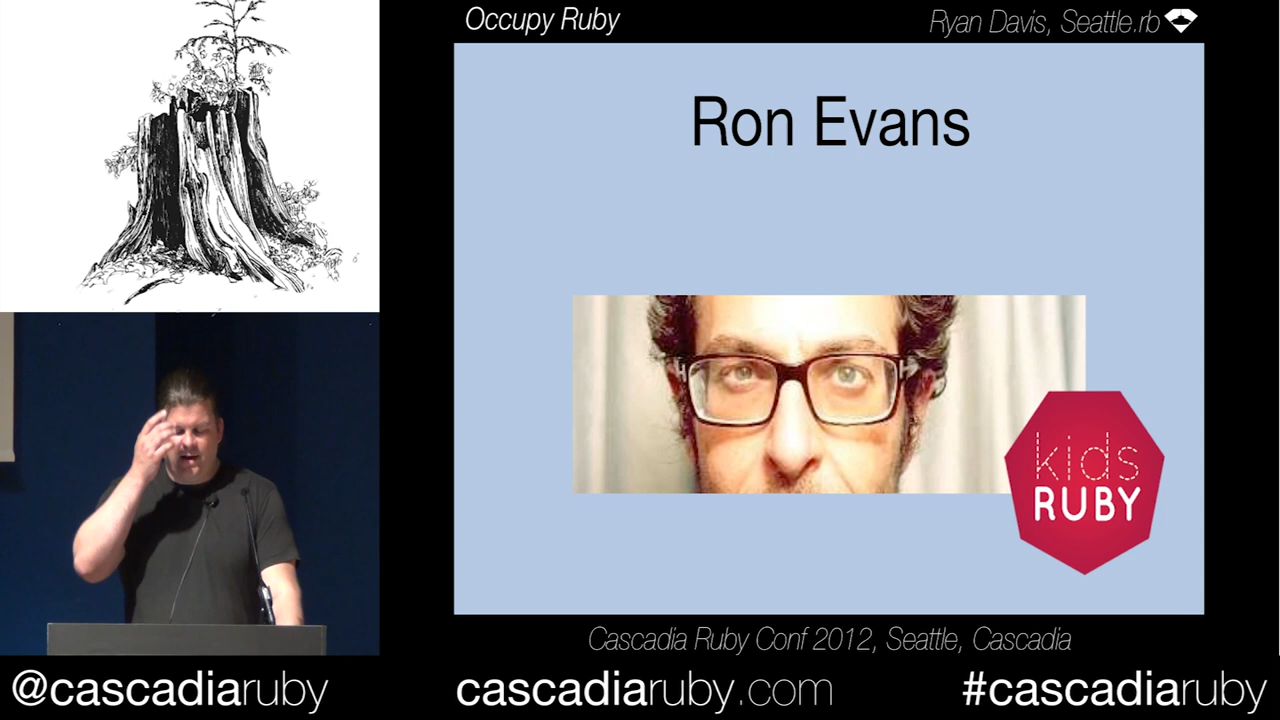 Occupy Ruby
Ryan Davis, Seattle.rb
Ron Evans
kids
RUBY
Cascadia Ruby Conf 2012, Seattle, Cascadia
@cascadiaruby
cascadiaruby.com
#cascadiaruby